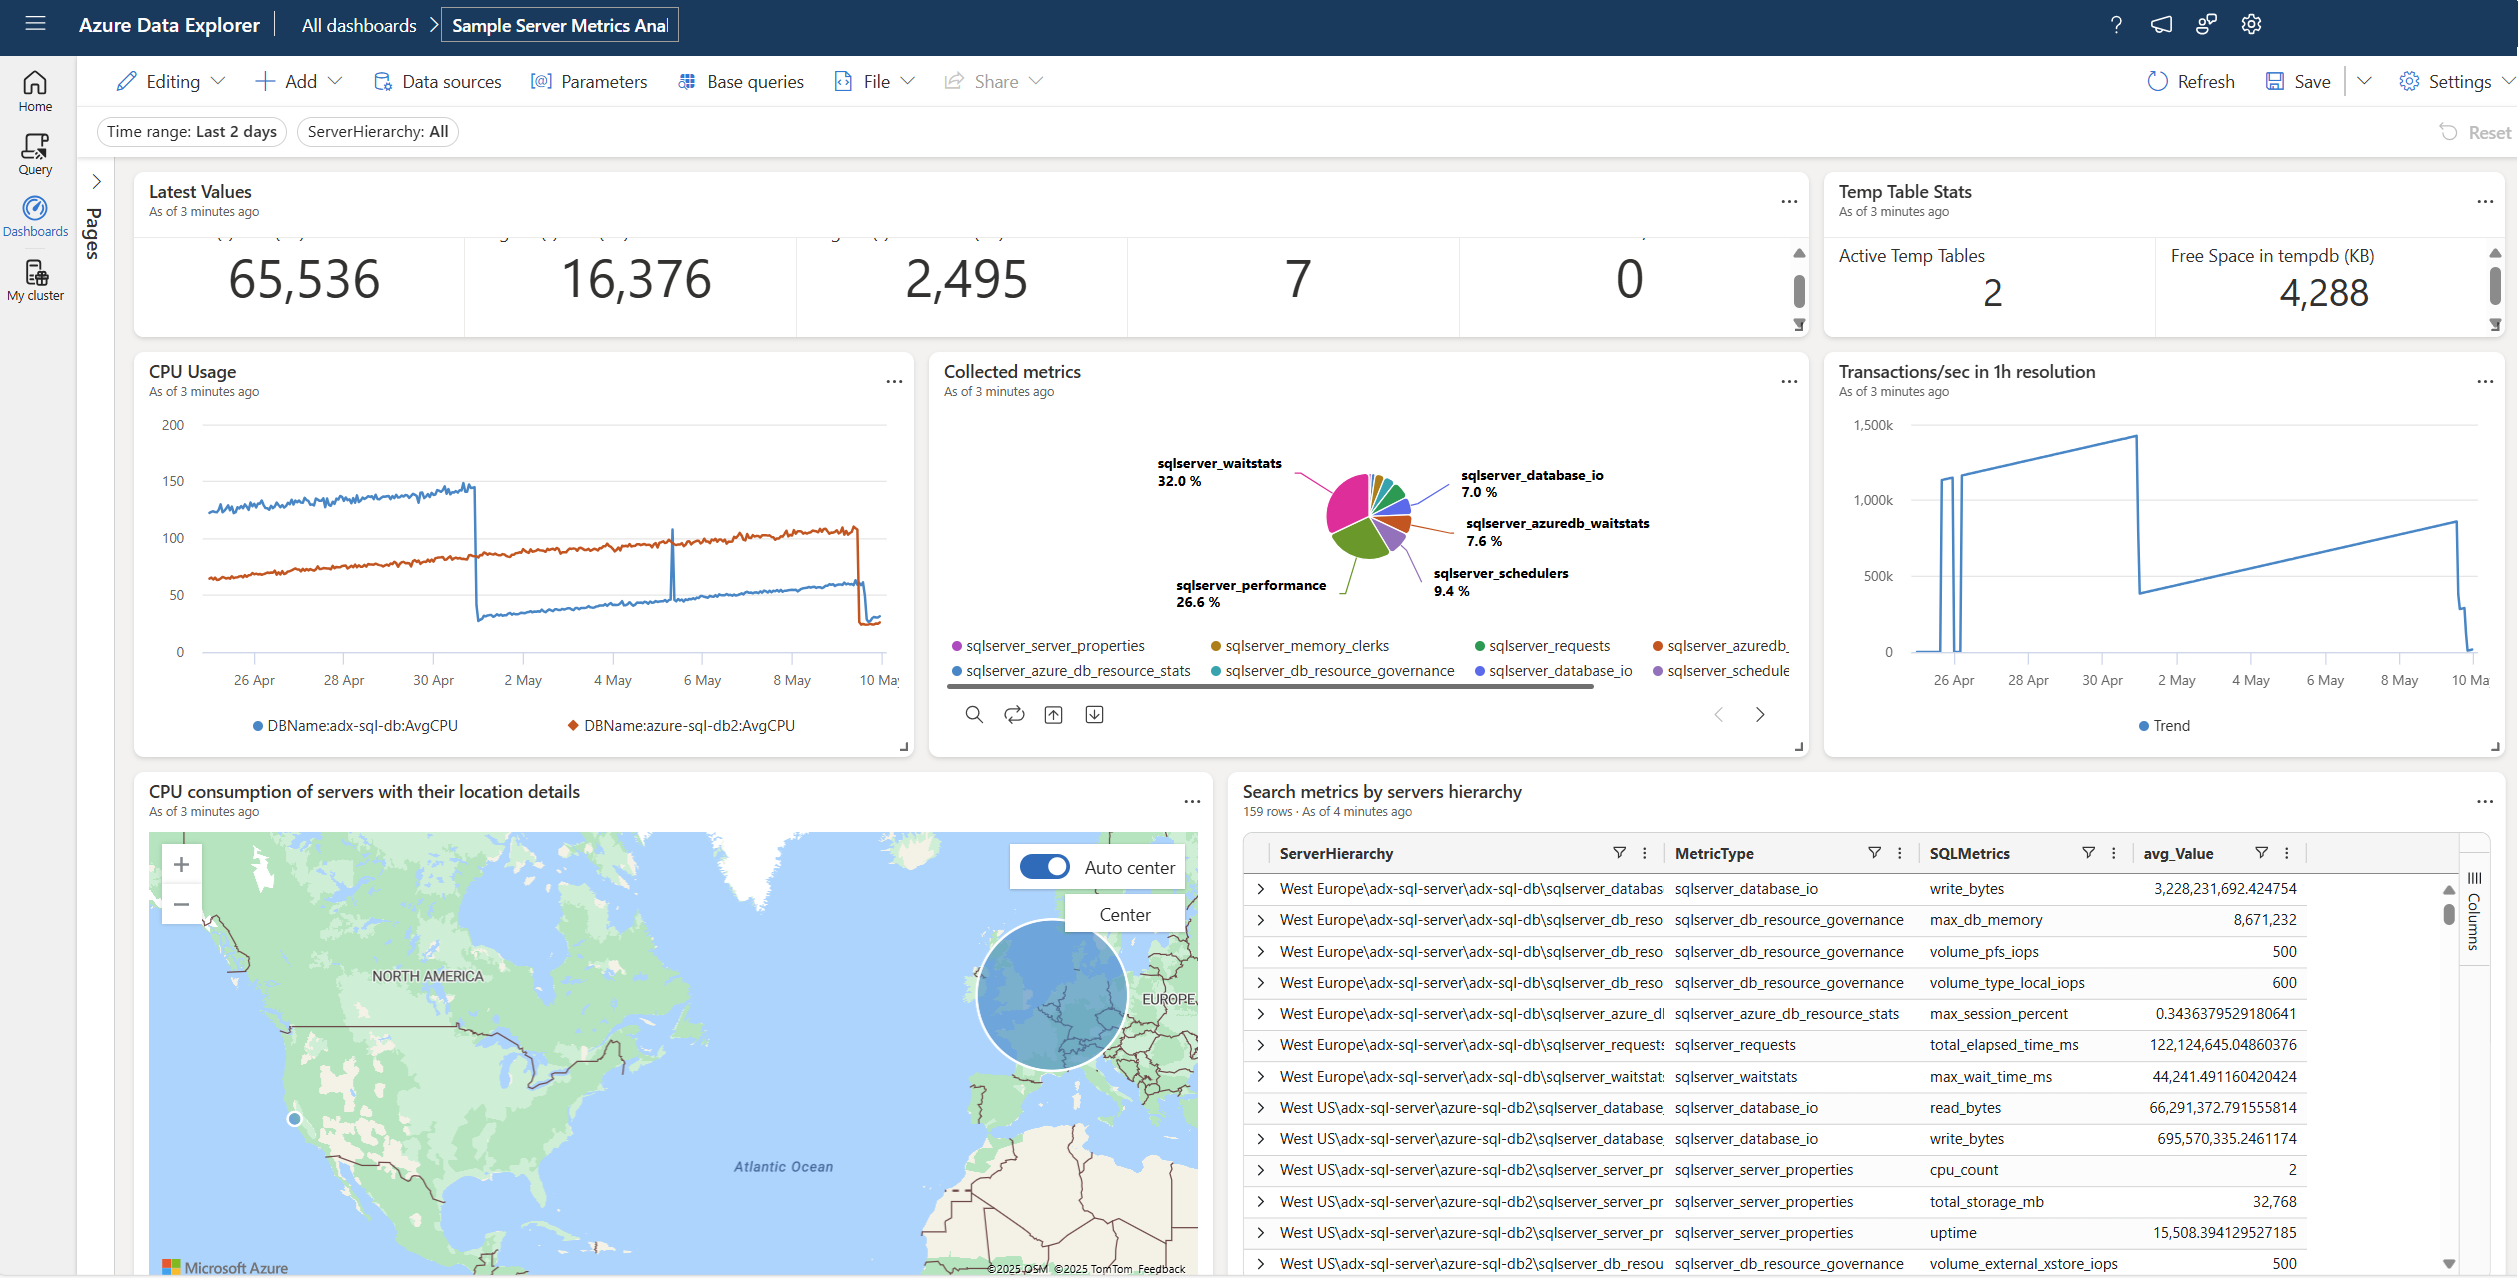 Azure Data Explorer
All dashboards
Sample Server Metrics Anal
Editing
Add
Data sources
Parameters
Base queries
File
Share
Refresh
Save
Settings
Home
Query
Dashboards
My cluster
Time range: Last 2 days
ServerHierarchy: All
Reset
Pages
Latest Values
As of 3 minutes ago
65,536
16,376
2,495
7
0
Temp Table Stats
As of 3 minutes ago
Active Temp Tables
2
Free Space in tempdb (KB)
4,288
CPU Usage
As of 3 minutes ago
200
150
100
50
0
26 Apr
28 Apr
30 Apr
2 May
4 May
6 May
8 May
10 May
DBName:adx-sql-db:AvgCPU
DBName:azure-sql-db2:AvgCPU
Collected metrics
As of 3 minutes ago
sqlserver_waitstats
32.0 %
sqlserver_database_io
7.0 %
sqlserver_azuredb_waitstats
7.6 %
sqlserver_schedulers
9.4 %
sqlserver_performance
26.6 %
sqlserver_server_properties
sqlserver_memory_clerks
sqlserver_requests
sqlserver_azuredb_
sqlserver_azure_db_resource_stats
sqlserver_db_resource_governance
sqlserver_database_io
sqlserver_schedule
Transactions/sec in 1h resolution
As of 3 minutes ago
1,500k
1,000k
500k
0
26 Apr
28 Apr
30 Apr
2 May
4 May
6 May
8 May
10 Ma
Trend
CPU consumption of servers with their location details
As of 3 minutes ago
Auto center
Center
NORTH AMERICA
EUROPE
Atlantic Ocean
Microsoft Azure
©2025 OSM ©2025 TomTom Feedback
Search metrics by servers hierarchy
159 rows · As of 4 minutes ago
ServerHierarchy MetricType SQLMetrics avg_Value
West Europe\adx-sql-server\adx-sql-db\sqlserver_databas sqlserver_database_io write_bytes 3,228,231,692.424754
West Europe\adx-sql-server\adx-sql-db\sqlserver_db_reso sqlserver_db_resource_governance max_db_memory 8,671,232
West Europe\adx-sql-server\adx-sql-db\sqlserver_db_reso sqlserver_db_resource_governance volume_pfs_iops 500
West Europe\adx-sql-server\adx-sql-db\sqlserver_db_reso sqlserver_db_resource_governance volume_type_local_iops 600
West Europe\adx-sql-server\adx-sql-db\sqlserver_azure_d sqlserver_azure_db_resource_stats max_session_percent 0.3436379529180641
West Europe\adx-sql-server\adx-sql-db\sqlserver_requests sqlserver_requests total_elapsed_time_ms 122,124,645.04860376
West Europe\adx-sql-server\adx-sql-db\sqlserver_waitstat sqlserver_waitstats max_wait_time_ms 44,241.491160420424
West US\adx-sql-server\azure-sql-db2\sqlserver_database_ sqlserver_database_io read_bytes 66,291,372.791555814
West US\adx-sql-server\azure-sql-db2\sqlserver_database_ sqlserver_database_io write_bytes 695,570,335.2461174
West US\adx-sql-server\azure-sql-db2\sqlserver_server_pr sqlserver_server_properties cpu_count 2
West US\adx-sql-server\azure-sql-db2\sqlserver_server_pr sqlserver_server_properties total_storage_mb 32,768
West US\adx-sql-server\azure-sql-db2\sqlserver_server_pr sqlserver_server_properties uptime 15,508.394129527185
West US\adx-sql-server\azure-sql-db2\sqlserver_db_resou sqlserver_db_resource_governance volume_external_xstore_iops 500
Columns